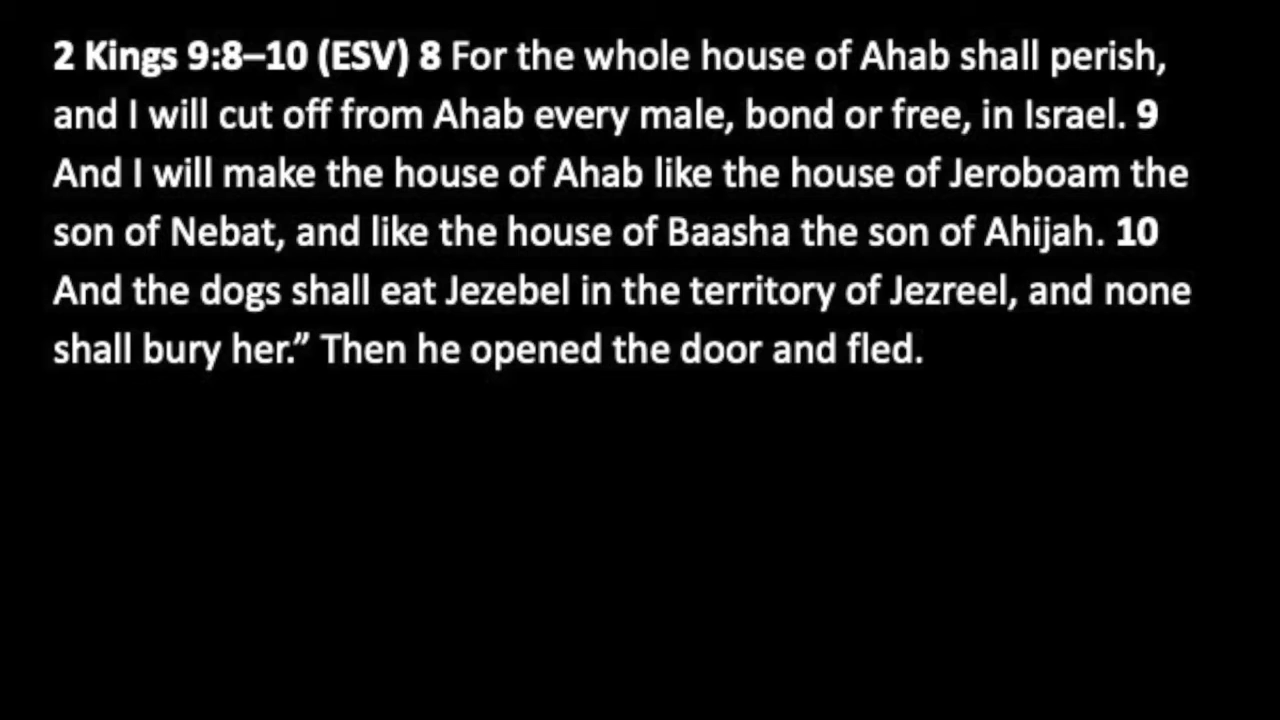 2 Kings 9:8–10 (ESV) 8 For the whole house of Ahab shall perish,
and I will cut off from Ahab every male, bond or free, in Israel. 9
And I will make the house of Ahab like the house of Jeroboam the
son of Nebat, and like the house of Baasha the son of Ahijah. 10
And the dogs shall eat Jezebel in the territory of Jezreel, and none
shall bury her.” Then he opened the door and fled.